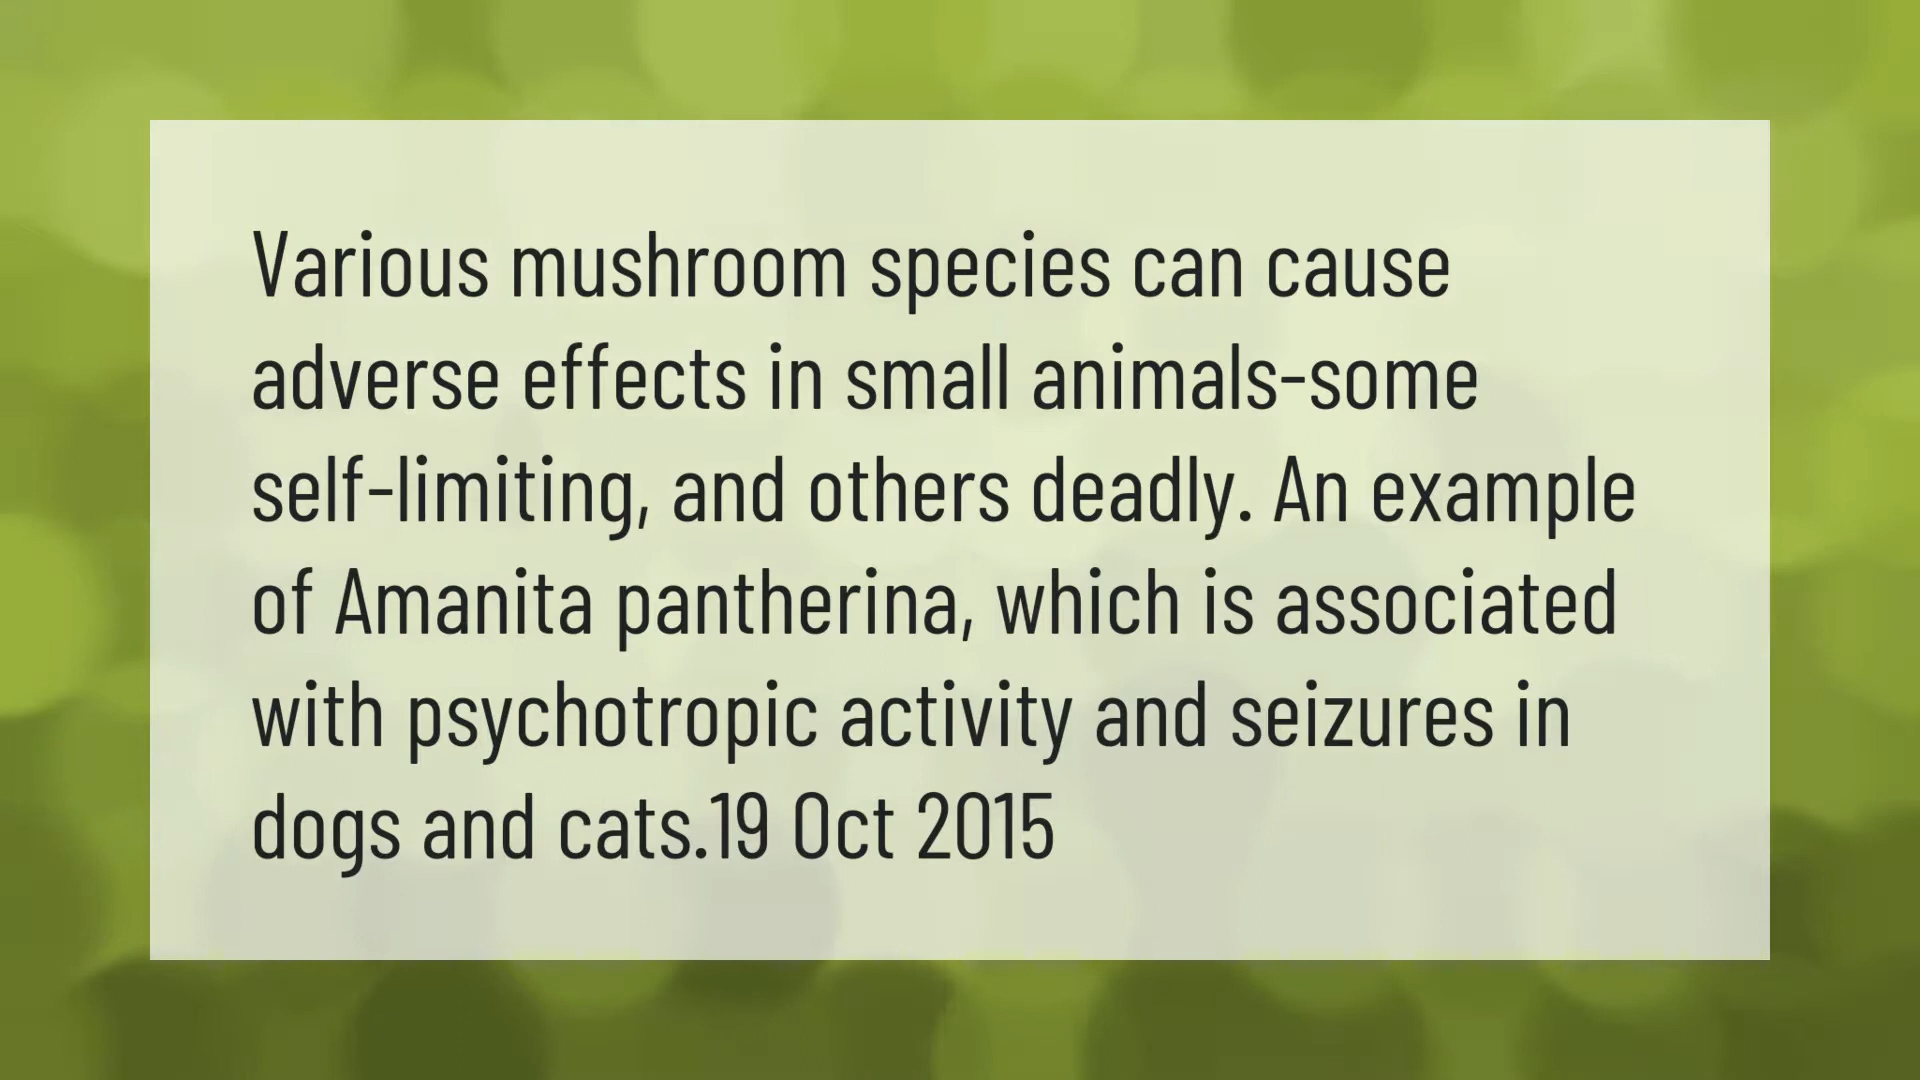 Various mushroom species can cause
adverse effects in small animals-some
self-limiting, and others deadly. An example
of Amanita pantherina, which is associated
with psychotropic activity and seizures in
dogs and cats.19 Oct 2015